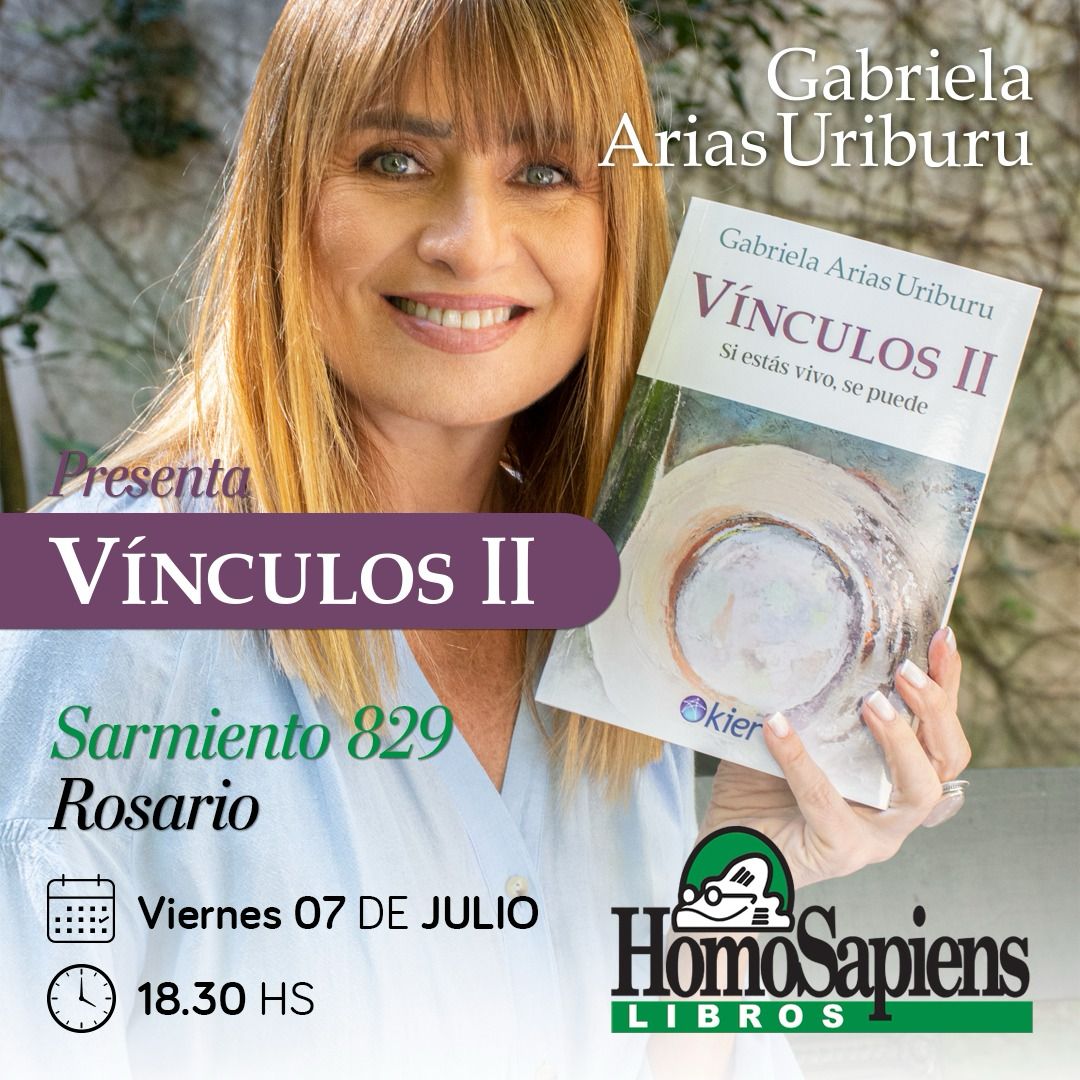 Gabriela
Arias Uriburu
Gabriela Arias Uriburu
VÍNCULOS II
Si estás vivo, se puede
kier
Presenta
VÍNCULOS II
Sarmiento 829
Rosario
Viernes 07 DE JULIO
18.30 HS
HomoSapiens
LIBROS